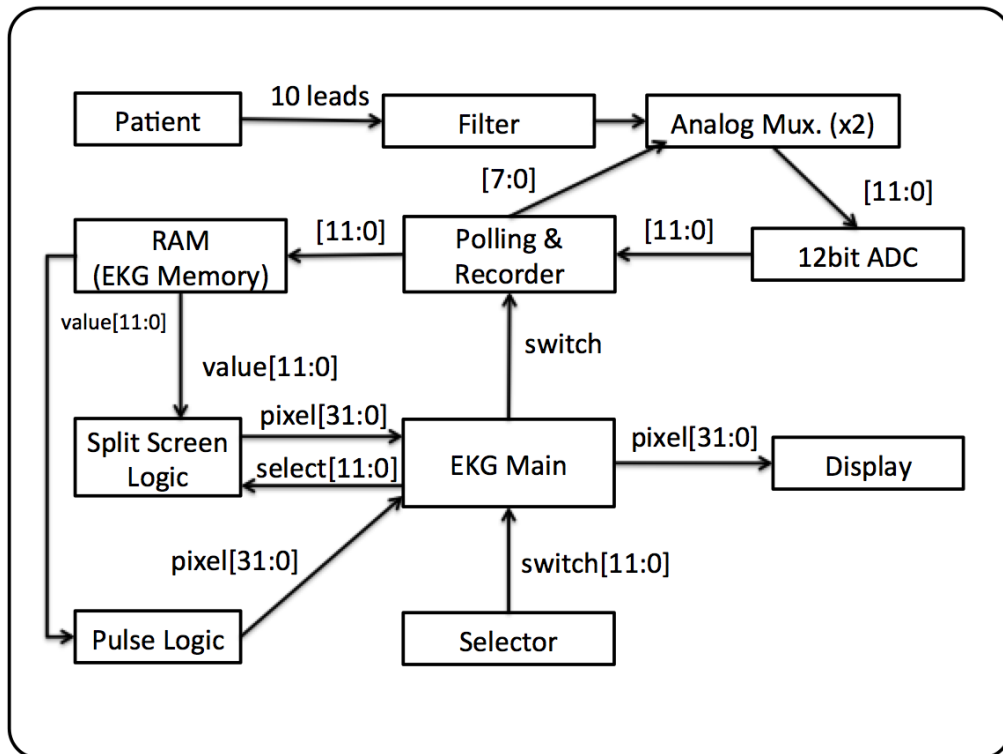 10 leads
Patient
Filter
Analog Mux. (x2)
[7:0]
[11:0]
RAM
(EKG Memory)
[11:0]
Polling &
Recorder
[11:0]
12bit ADC
value[11:0]
switch
value[11:0]
pixel[31:0]
Split Screen
Logic
select[11:0]
EKG Main
pixel[31:0]
Display
pixel[31:0]
switch[11:0]
Pulse Logic
Selector